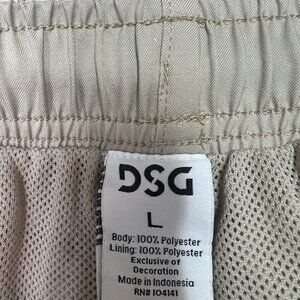 DSG
L
Body: 100% Polyester
Lining: 100% Polyester
Exclusive of
Decoration
Made in Indonesia
RN# 104141